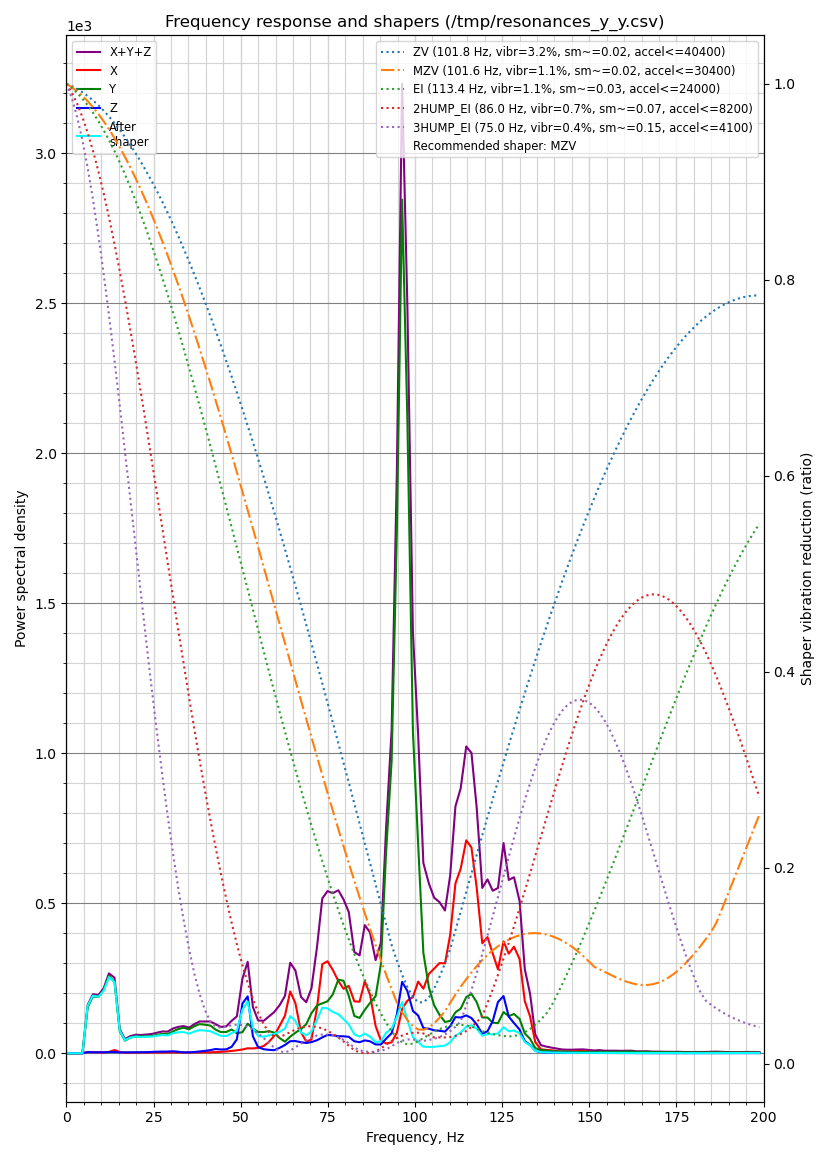 Frequency response and shapers (/tmp/resonances_y_y.csv)
1e3
X+Y+Z
X
Y
Z
After
shaper
ZV (101.8 Hz, vibr=3.2%, sm~=0.02, accel<=40400)
MZV (101.6 Hz, vibr=1.1%, sm~=0.02, accel<=30400)
EI (113.4 Hz, vibr=1.1%, sm~=0.03, accel<=24000)
2HUMP_EI (86.0 Hz, vibr=0.7%, sm~=0.07, accel<=8200)
3HUMP_EI (75.0 Hz, vibr=0.4%, sm~=0.15, accel<=4100)
Recommended shaper: MZV
3.0
2.5
2.0
1.5
1.0
0.5
0.0
Power spectral density
1.0
0.8
0.6
0.4
0.2
0.0
Shaper vibration reduction (ratio)
0 25 50 75 100 125 150 175 200
Frequency, Hz